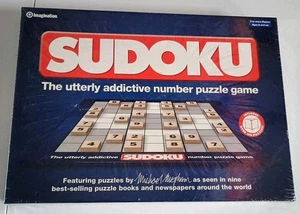 Imagination
SUDOKU
The utterly addictive number puzzle game
The utterly addictive SUDOKU number puzzle game
Featuring puzzles by Michael Mepham as seen in nine
best-selling puzzle books and newspapers around the world